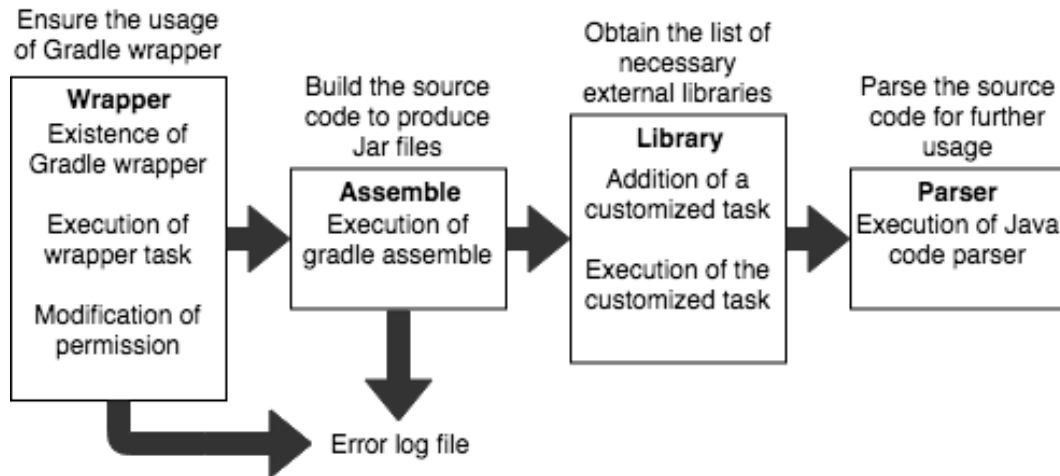 Ensure the usage
of Gradle wrapper
Wrapper
Existence of
Gradle wrapper
Execution of
wrapper task
Modification of
permission
Build the source
code to produce
Jar files
Assemble
Execution of
gradle assemble
Obtain the list of
necessary
external libraries
Library
Addition of a
customized task
Execution of the
customized task
Parse the source
code for further
usage
Parser
Execution of Java
code parser
Error log file